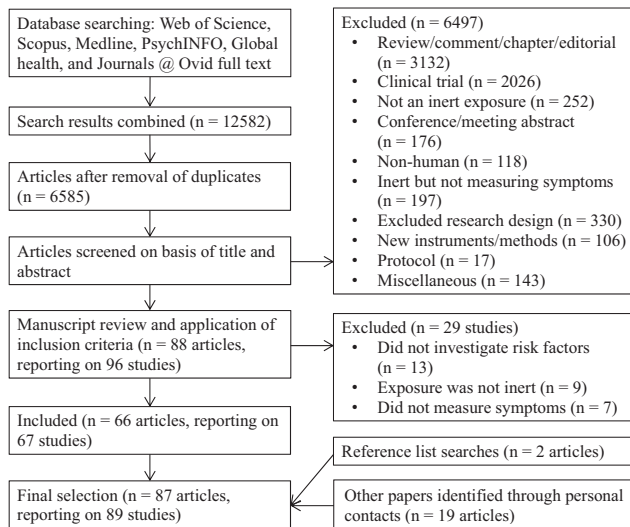 Database searching: Web of Science,
Scopus, Medline, PsychINFO, Global
health, and Journals @ Ovid full text
Search results combined (n = 12582)
Articles after removal of duplicates
(n = 6585)
Articles screened on basis of title and
abstract
Manuscript review and application of
inclusion criteria (n = 88 articles,
reporting on 96 studies)
Included (n = 66 articles, reporting on
67 studies)
Final selection (n = 87 articles,
reporting on 89 studies)
Excluded (n = 6497)
• Review/comment/chapter/editorial
(n = 3132)
• Clinical trial (n = 2026)
• Not an inert exposure (n = 252)
• Conference/meeting abstract
(n = 176)
• Non-human (n = 118)
• Inert but not measuring symptoms
(n = 197)
• Excluded research design (n = 330)
• New instruments/methods (n = 106)
• Protocol (n = 17)
• Miscellaneous (n = 143)
Excluded (n = 29 studies)
• Did not investigate risk factors
(n = 13)
• Exposure was not inert (n = 9)
• Did not measure symptoms (n = 7)
Reference list searches (n = 2 articles)
Other papers identified through personal
contacts (n = 19 articles)